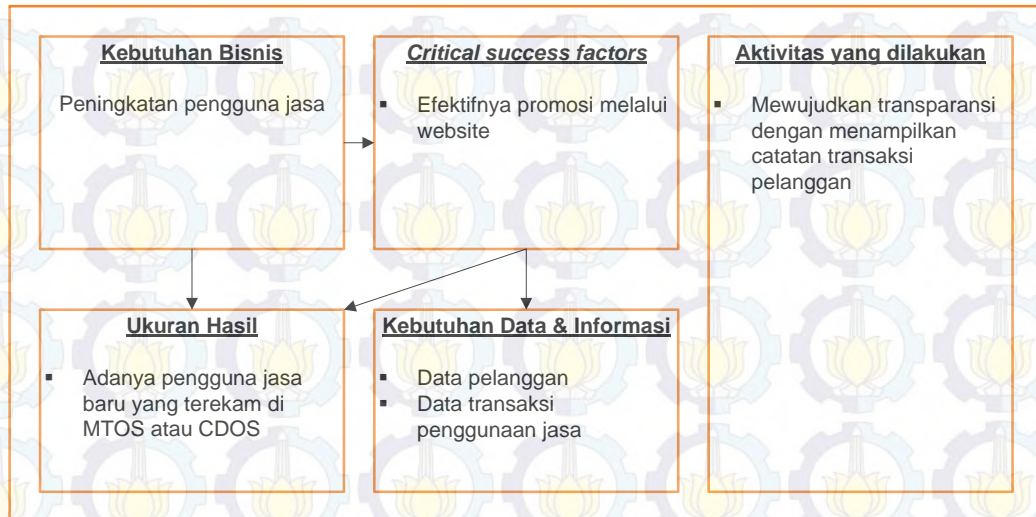 Kebutuhan Bisnis
Peningkatan pengguna jasa
Critical success factors
▪ Efektifnya promosi melalui
website
Aktivitas yang dilakukan
▪ Mewujudkan transparansi
dengan menampilkan
catatan transaksi
pelanggan
Ukuran Hasil
▪ Adanya pengguna jasa
baru yang terekam di
MTOS atau CDOS
Kebutuhan Data & Informasi
▪ Data pelanggan
▪ Data transaksi
penggunaan jasa